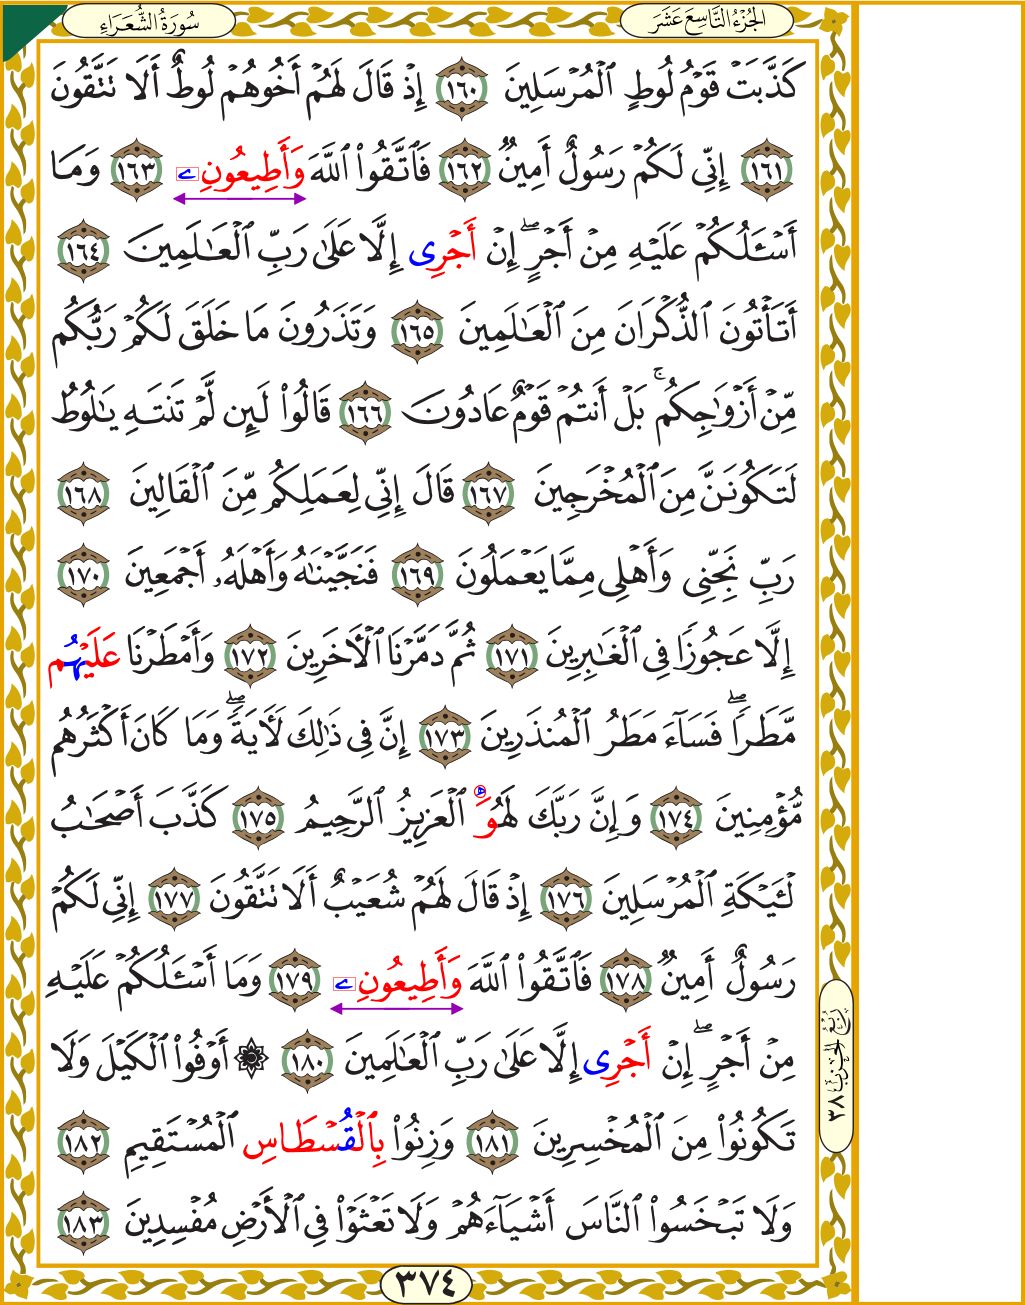 الجُزْءُ التَّاسِعَ عَشَرَ
سُورَةُ الشُّعَرَاءِ
كَذَّبَتْ قَوْمُ لُوطٍ ٱلْمُرْسَلِينَ ١٦٠ إِذْ قَالَ لَهُمْ أَخُوهُمْ لُوطٌ أَلَا تَتَّقُونَ
١٦١ إِنِّي لَكُمْ رَسُولٌ أَمِينٌ ١٦٢ فَٱتَّقُوا۟ ٱللَّهَ وَأَطِيعُونِ ے ١٦٣ وَمَا
أَسْـَٔلُكُمْ عَلَيْهِ مِنْ أَجْرٍ ۖ إِنْ أَجْرِى إِلَّا عَلَىٰ رَبِّ ٱلْعَـٰلَمِينَ ١٦٤
أَتَأْتُونَ ٱلذُّكْرَانَ مِنَ ٱلْعَـٰلَمِينَ ١٦٥ وَتَذَرُونَ مَا خَلَقَ لَكُمْ رَبُّكُم
مِّنْ أَزْوَٰجِكُم ۚ بَلْ أَنتُمْ قَوْمٌ عَادُونَ ١٦٦ قَالُوا۟ لَئِن لَّمْ تَنتَهِ يَـٰلُوطُ
لَتَكُونَنَّ مِنَ ٱلْمُخْرَجِينَ ١٦٧ قَالَ إِنِّي لِعَمَلِكُم مِّنَ ٱلْقَالِينَ ١٦٨
رَبِّ نَجِّنِي وَأَهْلِي مِمَّا يَعْمَلُونَ ١٦٩ فَنَجَّيْنَـٰهُ وَأَهْلَهُۥ أَجْمَعِينَ ١٧٠
إِلَّا عَجُوزًا فِي ٱلْغَـٰبِرِينَ ١٧١ ثُمَّ دَمَّرْنَا ٱلْـَٔاخَرِينَ ١٧٢ وَأَمْطَرْنَا عَلَيْهُم
مَّطَرًا ۖ فَسَآءَ مَطَرُ ٱلْمُنذَرِينَ ١٧٣ إِنَّ فِي ذَٰلِكَ لَـَٔايَةً ۖ وَمَا كَانَ أَكْثَرُهُم
مُّؤْمِنِينَ ١٧٤ وَإِنَّ رَبَّكَ لَهُوَ ٱلْعَزِيزُ ٱلرَّحِيمُ ١٧٥ كَذَّبَ أَصْحَـٰبُ
لْـَٔيْكَةِ ٱلْمُرْسَلِينَ ١٧٦ إِذْ قَالَ لَهُمْ شُعَيْبٌ أَلَا تَتَّقُونَ ١٧٧ إِنِّي لَكُمْ
رَسُولٌ أَمِينٌ ١٧٨ فَٱتَّقُوا۟ ٱللَّهَ وَأَطِيعُونِ ے ١٧٩ وَمَا أَسْـَٔلُكُمْ عَلَيْهِ
مِنْ أَجْرٍ ۖ إِنْ أَجْرِى إِلَّا عَلَىٰ رَبِّ ٱلْعَـٰلَمِينَ ١٨٠ ۞ أَوْفُوا۟ ٱلْكَيْلَ وَلَا
تَكُونُوا۟ مِنَ ٱلْمُخْسِرِينَ ١٨١ وَزِنُوا۟ بِٱلْقُسْطَاسِ ٱلْمُسْتَقِيمِ ١٨٢
وَلَا تَبْخَسُوا۟ ٱلنَّاسَ أَشْيَآءَهُمْ وَلَا تَعْثَوْا۟ فِي ٱلْأَرْضِ مُفْسِدِينَ ١٨٣
رُبُعُ الحِزْب ٣٨
٣٧٤